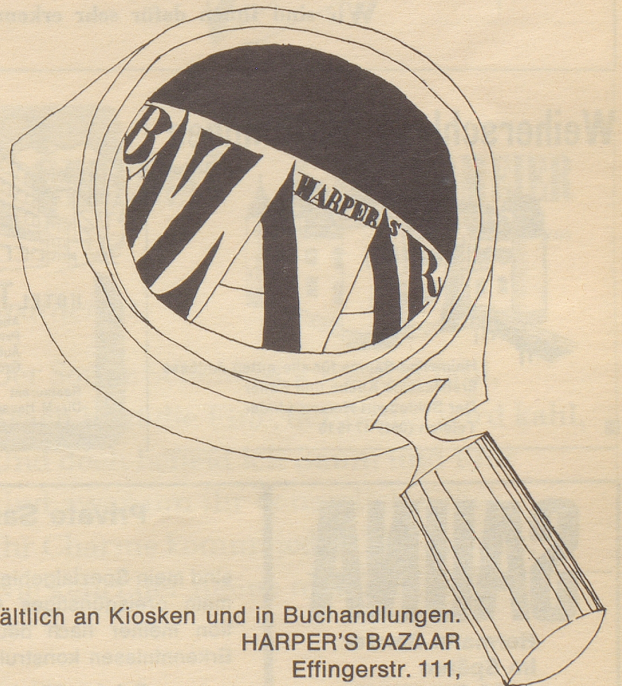 BAZAAR
HARPER'S
ältlich an Kiosken und in Buchandlungen.
HARPER'S BAZAAR
Effingerstr. 111,